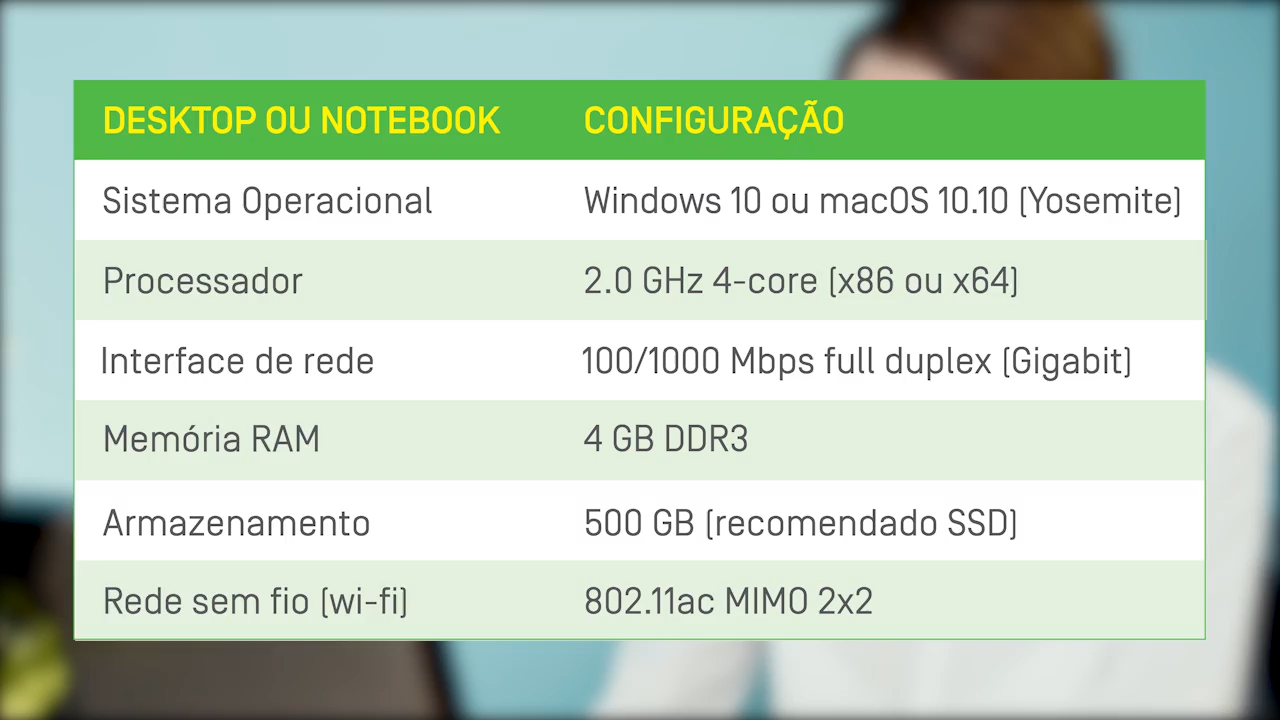 DESKTOP OU NOTEBOOK CONFIGURAÇÃO
Sistema Operacional Windows 10 ou macOS 10.10 (Yosemite)
Processador 2.0 GHz 4-core (x86 ou x64)
Interface de rede 100/1000 Mbps full duplex (Gigabit)
Memória RAM 4 GB DDR3
Armazenamento 500 GB (recomendado SSD)
Rede sem fio (wi-fi) 802.11ac MIMO 2x2